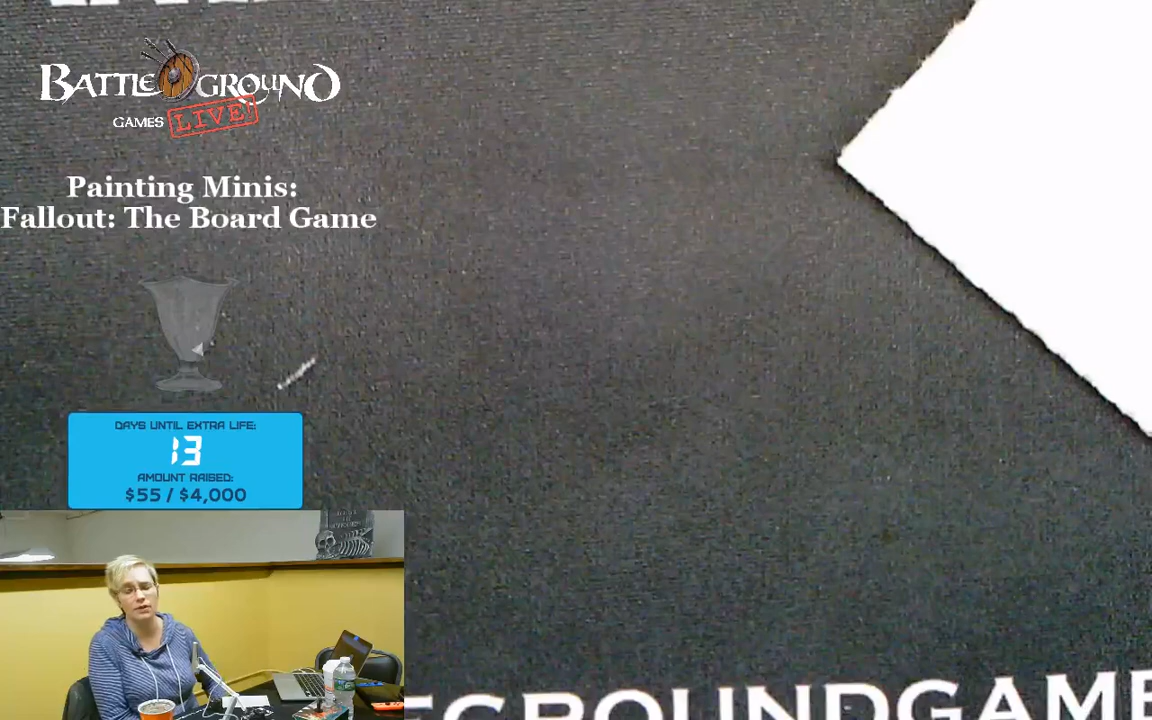 BATTLEGROUND
GAMES LIVE!
Painting Minis:
Fallout: The Board Game
DAYS UNTIL EXTRA LIFE:
13
AMOUNT RAISED:
$55 / $4,000
EGROUNDGAME